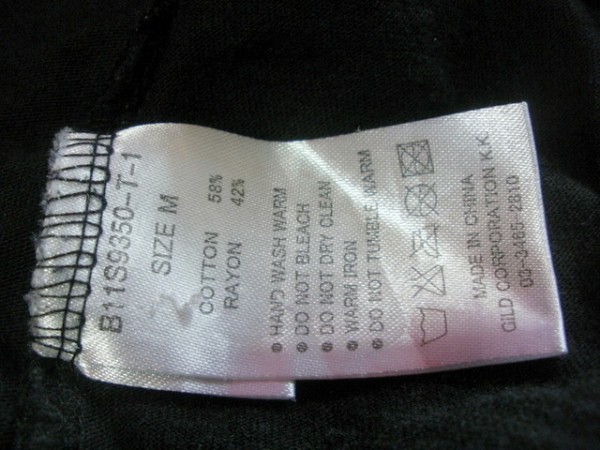 B11S9350-T-1
SIZE M
COTTON 58%
RAYON 42%
HAND WASH WARM
DO NOT BLEACH
DO NOT DRY CLEAN
WARM IRON
DO NOT TUMBLE WARM
MADE IN CHINA
GILD CORPORATION K.K.
03-3465-2810